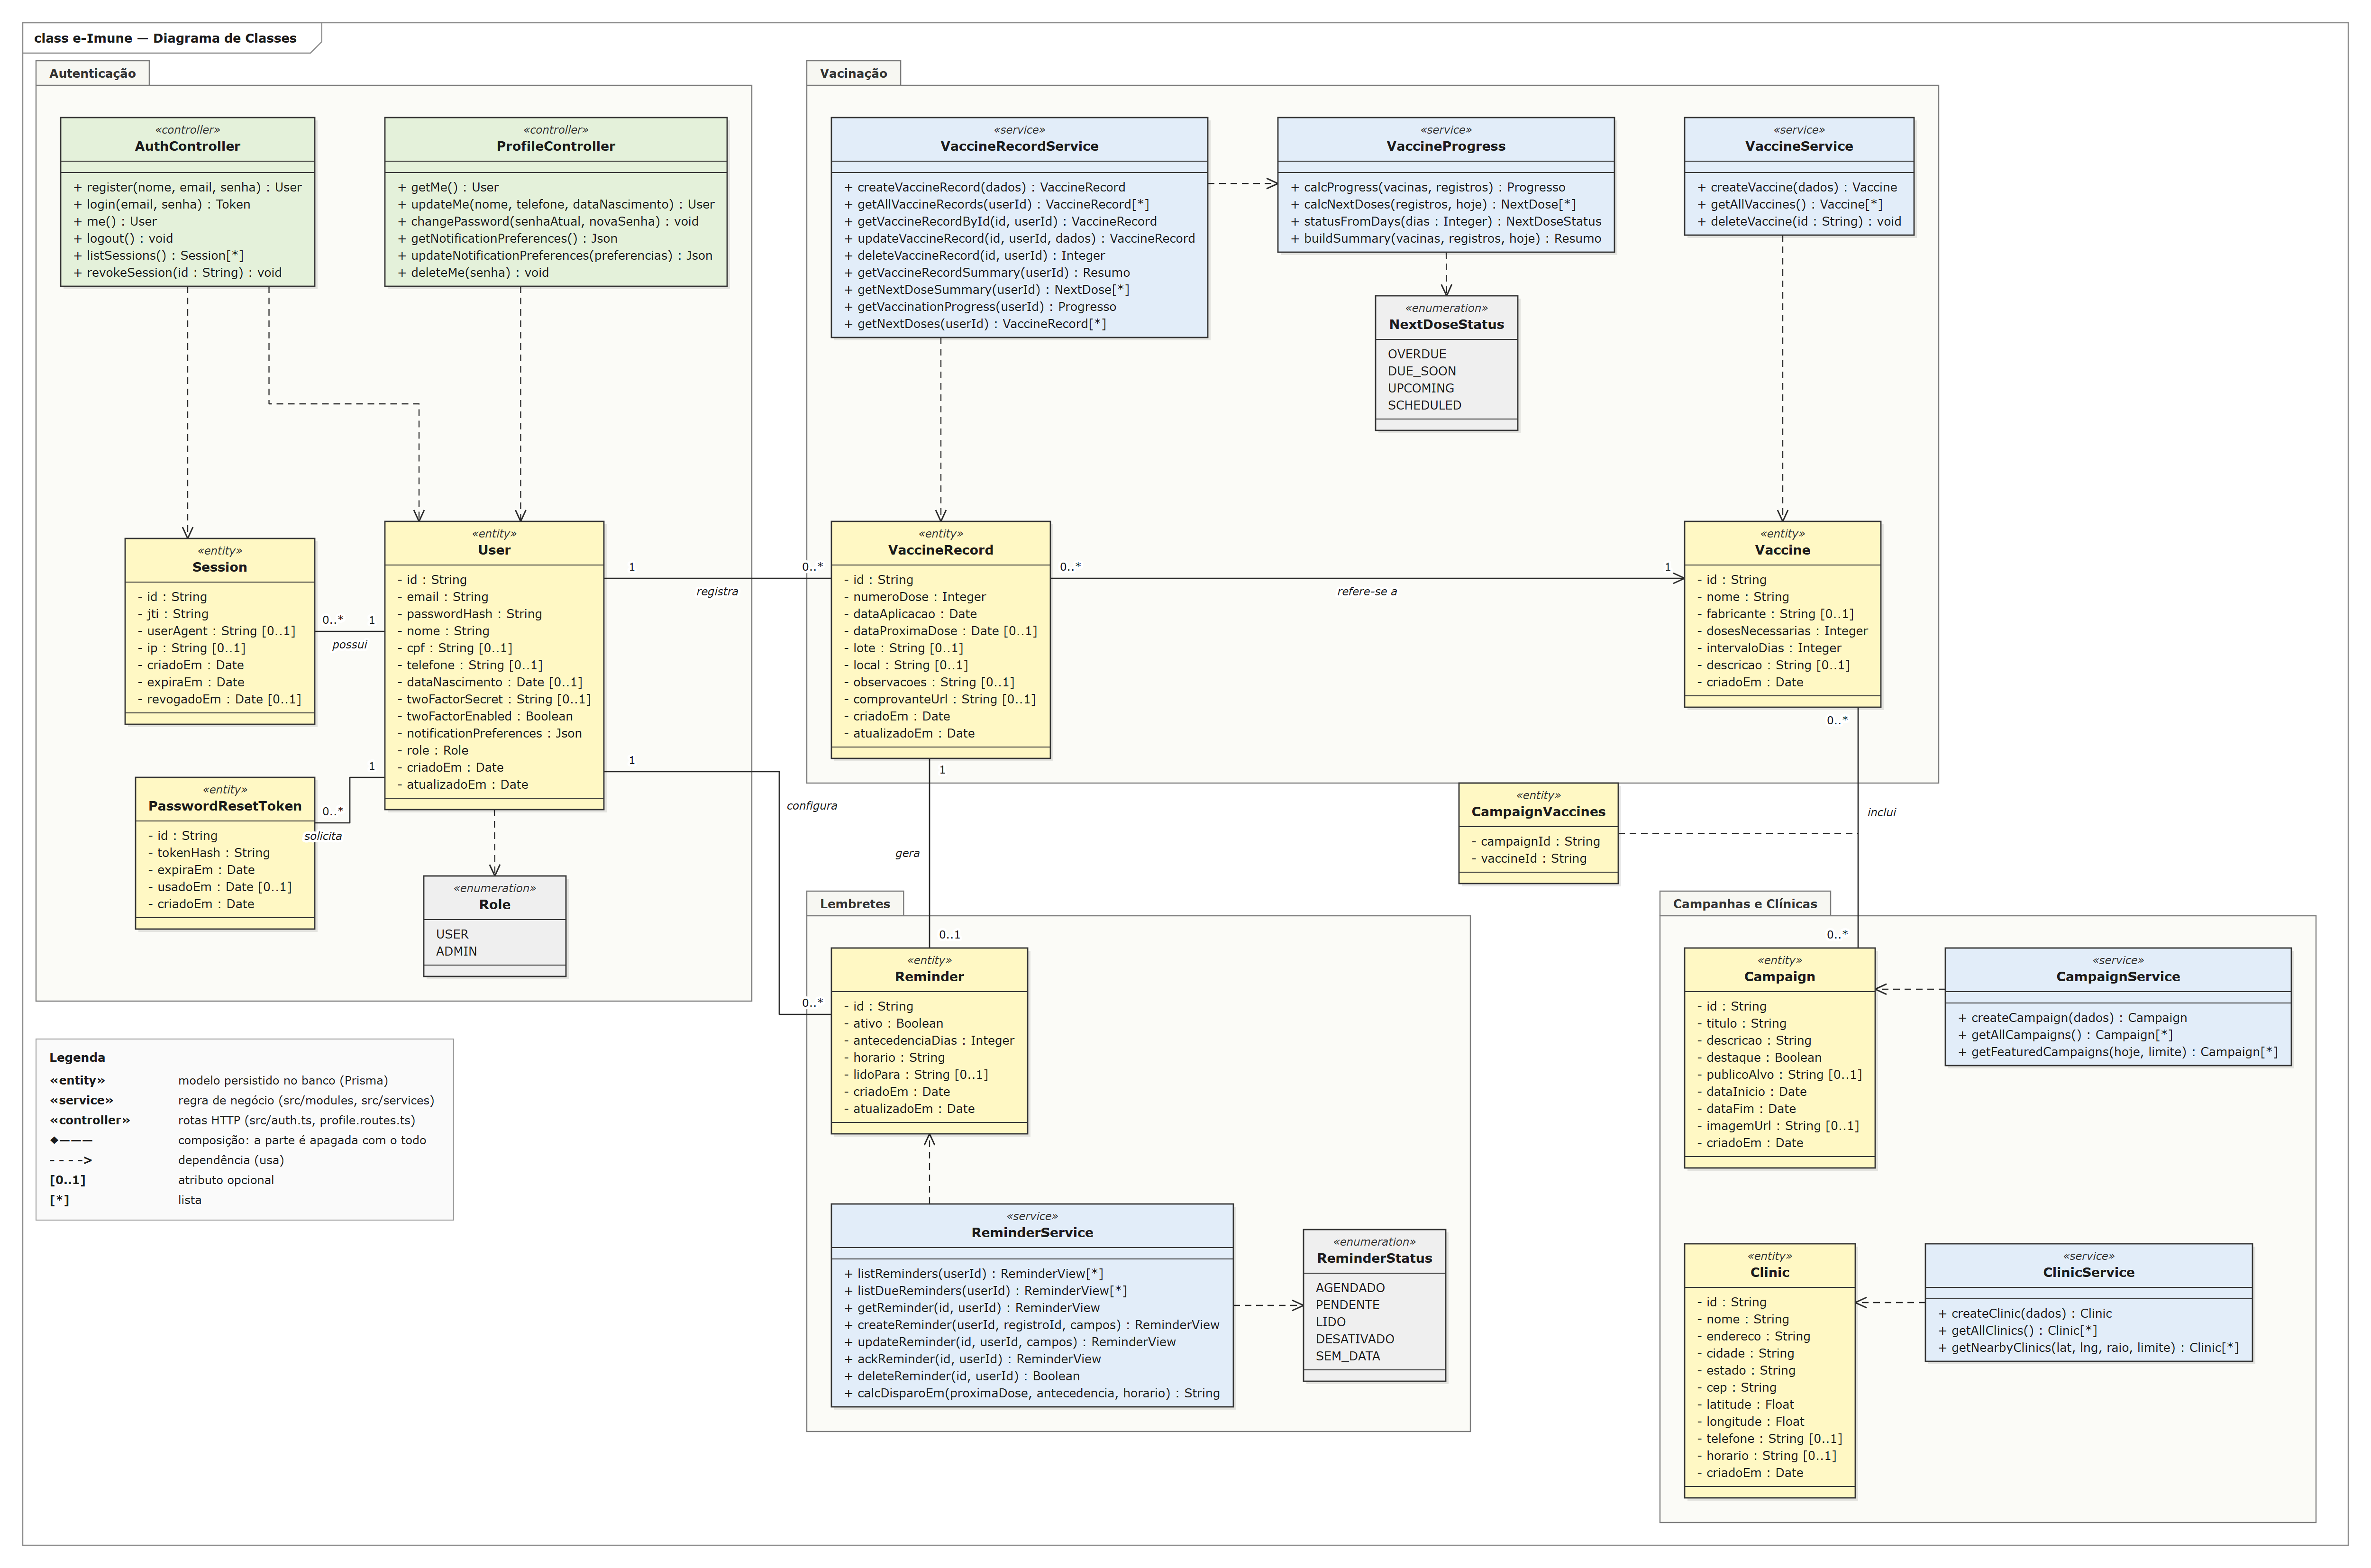 class e-Imune — Diagrama de Classes
Autenticação
«controller»
AuthController
+ register(nome, email, senha) : User
+ login(email, senha) : Token
+ me() : User
+ logout() : void
+ listSessions() : Session[*]
+ revokeSession(id : String) : void
«controller»
ProfileController
+ getMe() : User
+ updateMe(nome, telefone, dataNascimento) : User
+ changePassword(senhaAtual, novaSenha) : void
+ getNotificationPreferences() : Json
+ updateNotificationPreferences(preferencias) : Json
+ deleteMe(senha) : void
«entity»
Session
- id : String
- jti : String
- userAgent : String [0..1]
- ip : String [0..1]
- criadoEm : Date
- expiraEm : Date
- revogadoEm : Date [0..1]
0..*
1
possui
«entity»
User
- id : String
- email : String
- passwordHash : String
- nome : String
- cpf : String [0..1]
- telefone : String [0..1]
- dataNascimento : Date [0..1]
- twoFactorSecret : String [0..1]
- twoFactorEnabled : Boolean
- notificationPreferences : Json
- role : Role
- criadoEm : Date
- atualizadoEm : Date
«entity»
PasswordResetToken
- id : String
- tokenHash : String
- expiraEm : Date
- usadoEm : Date [0..1]
- criadoEm : Date
1
0..*
solicita
«enumeration»
Role
USER
ADMIN
1
registra
0..*
1
configura
0..*
Vacinação
«service»
VaccineRecordService
+ createVaccineRecord(dados) : VaccineRecord
+ getAllVaccineRecords(userId) : VaccineRecord[*]
+ getVaccineRecordById(id, userId) : VaccineRecord
+ updateVaccineRecord(id, userId, dados) : VaccineRecord
+ deleteVaccineRecord(id, userId) : Integer
+ getVaccineRecordSummary(userId) : Resumo
+ getNextDoseSummary(userId) : NextDose[*]
+ getVaccinationProgress(userId) : Progresso
+ getNextDoses(userId) : VaccineRecord[*]
«service»
VaccineProgress
+ calcProgress(vacinas, registros) : Progresso
+ calcNextDoses(registros, hoje) : NextDose[*]
+ statusFromDays(dias : Integer) : NextDoseStatus
+ buildSummary(vacinas, registros, hoje) : Resumo
«service»
VaccineService
+ createVaccine(dados) : Vaccine
+ getAllVaccines() : Vaccine[*]
+ deleteVaccine(id : String) : void
«enumeration»
NextDoseStatus
OVERDUE
DUE_SOON
UPCOMING
SCHEDULED
«entity»
VaccineRecord
- id : String
- numeroDose : Integer
- dataAplicacao : Date
- dataProximaDose : Date [0..1]
- lote : String [0..1]
- local : String [0..1]
- observacoes : String [0..1]
- comprovanteUrl : String [0..1]
- criadoEm : Date
- atualizadoEm : Date
0..*
refere-se a
1
«entity»
Vaccine
- id : String
- nome : String
- fabricante : String [0..1]
- dosesNecessarias : Integer
- intervaloDias : Integer
- descricao : String [0..1]
- criadoEm : Date
1
gera
0..1
«entity»
CampaignVaccines
- campaignId : String
- vaccineId : String
0..*
inclui
0..*
Lembretes
«entity»
Reminder
- id : String
- ativo : Boolean
- antecedenciaDias : Integer
- horario : String
- lidoPara : String [0..1]
- criadoEm : Date
- atualizadoEm : Date
«service»
ReminderService
+ listReminders(userId) : ReminderView[*]
+ listDueReminders(userId) : ReminderView[*]
+ getReminder(id, userId) : ReminderView
+ createReminder(userId, registroId, campos) : ReminderView
+ updateReminder(id, userId, campos) : ReminderView
+ ackReminder(id, userId) : ReminderView
+ deleteReminder(id, userId) : Boolean
+ calcDisparoEm(proximaDose, antecedencia, horario) : String
«enumeration»
ReminderStatus
AGENDADO
PENDENTE
LIDO
DESATIVADO
SEM_DATA
Campanhas e Clínicas
«entity»
Campaign
- id : String
- titulo : String
- descricao : String
- destaque : Boolean
- publicoAlvo : String [0..1]
- dataInicio : Date
- dataFim : Date
- imagemUrl : String [0..1]
- criadoEm : Date
«service»
CampaignService
+ createCampaign(dados) : Campaign
+ getAllCampaigns() : Campaign[*]
+ getFeaturedCampaigns(hoje, limite) : Campaign[*]
«entity»
Clinic
- id : String
- nome : String
- endereco : String
- cidade : String
- estado : String
- cep : String
- latitude : Float
- longitude : Float
- telefone : String [0..1]
- horario : String [0..1]
- criadoEm : Date
«service»
ClinicService
+ createClinic(dados) : Clinic
+ getAllClinics() : Clinic[*]
+ getNearbyClinics(lat, lng, raio, limite) : Clinic[*]
Legenda
«entity» modelo persistido no banco (Prisma)
«service» regra de negócio (src/modules, src/services)
«controller» rotas HTTP (src/auth.ts, profile.routes.ts)
◆——— composição: a parte é apagada com o todo
- - - -> dependência (usa)
[0..1] atributo opcional
[*] lista